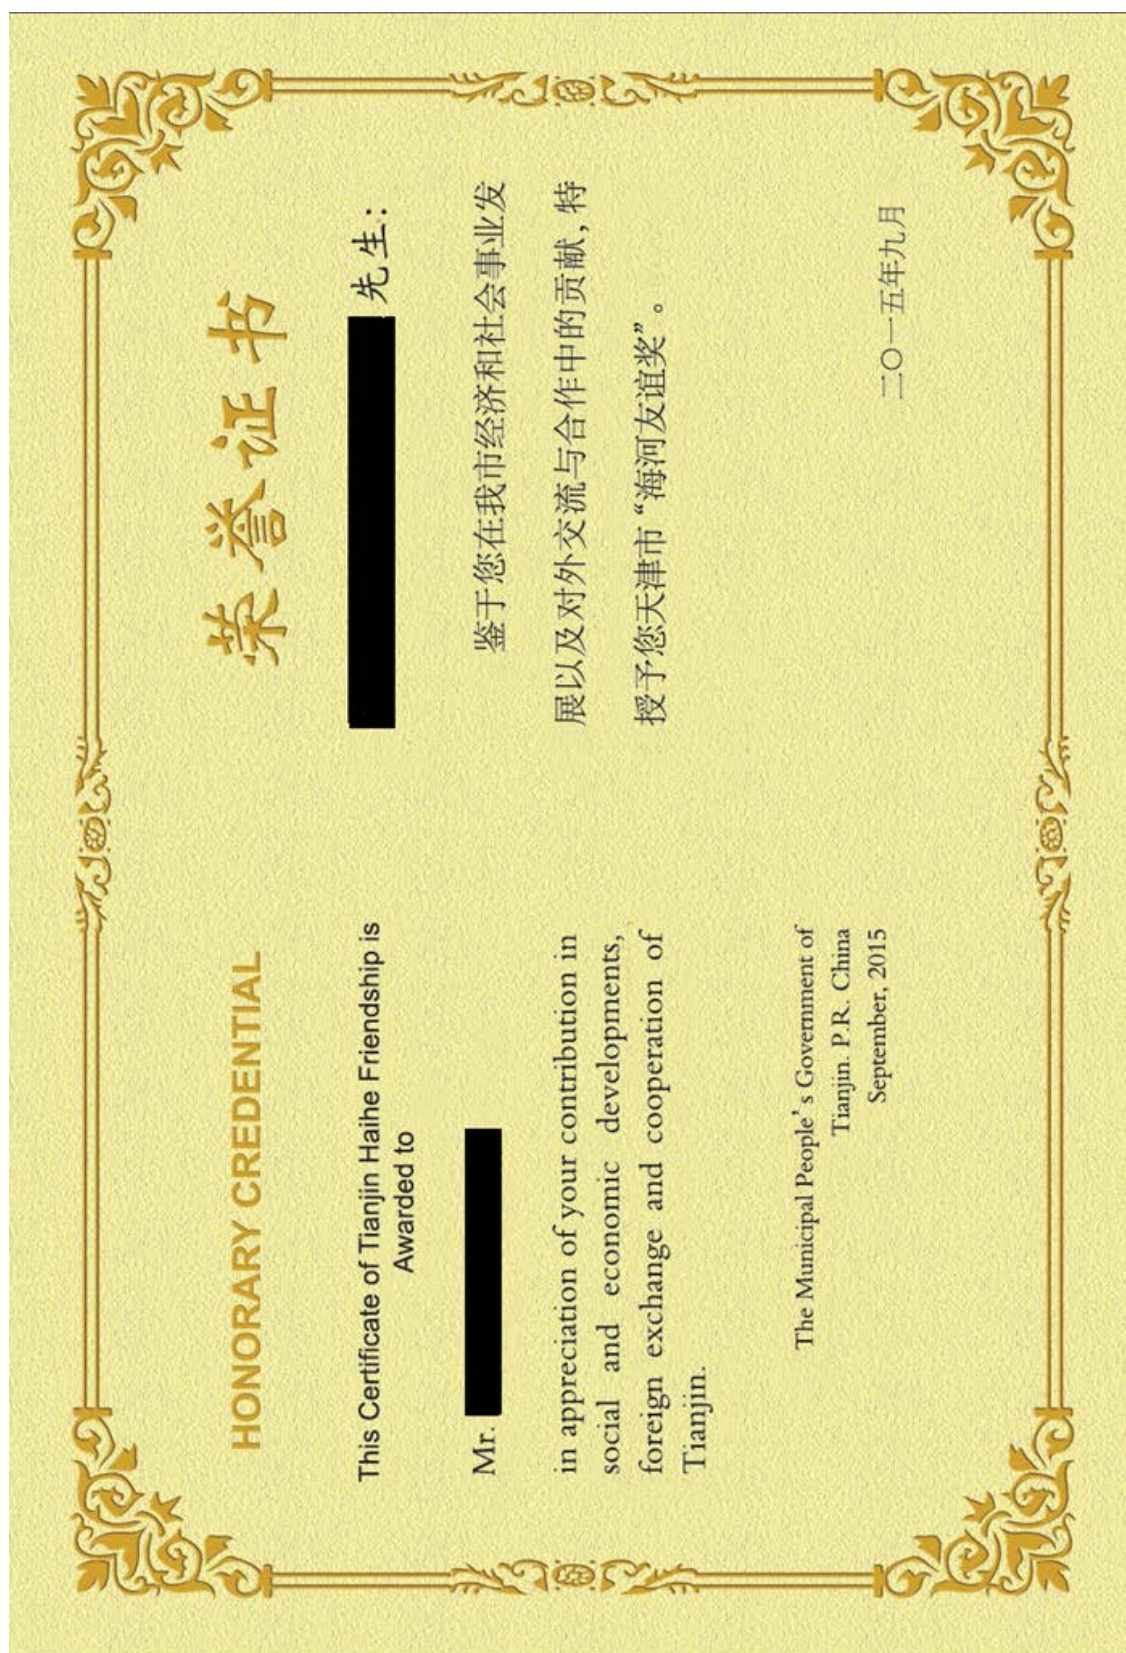 HONORARY CREDENTIAL
This Certificate of Tianjin Haihe Friendship is
Awarded to
Mr.
in appreciation of your contribution in
social and economic developments,
foreign exchange and cooperation of
Tianjin.
The Municipal People's Government of
Tianjin. P.R. China
September, 2015
荣誉证书
先生：
鉴于您在我市经济和社会事业发
展以及对外交流与合作中的贡献，特
授予您天津市“海河友谊奖”。
二〇一五年九月